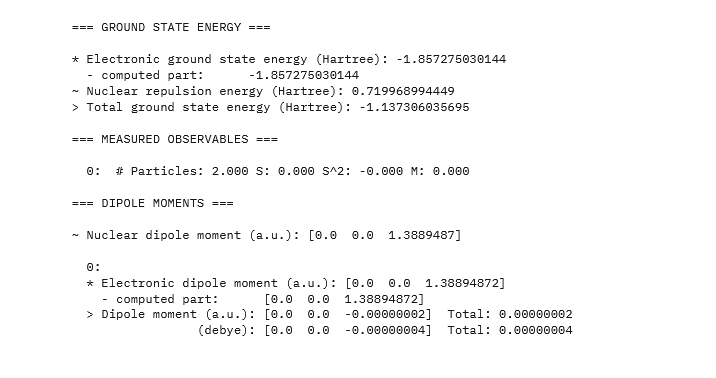 === GROUND STATE ENERGY ===
* Electronic ground state energy (Hartree): -1.857275030144
- computed part:      -1.857275030144
~ Nuclear repulsion energy (Hartree): 0.719968994449
> Total ground state energy (Hartree): -1.137306035695
=== MEASURED OBSERVABLES ===
0:  # Particles: 2.000 S: 0.000 S^2: -0.000 M: 0.000
=== DIPOLE MOMENTS ===
~ Nuclear dipole moment (a.u.): [0.0  0.0  1.3889487]
0:
* Electronic dipole moment (a.u.): [0.0  0.0  1.38894872]
- computed part:      [0.0  0.0  1.38894872]
> Dipole moment (a.u.): [0.0  0.0  -0.00000002]  Total: 0.00000002
(debye): [0.0  0.0  -0.00000004]  Total: 0.00000004